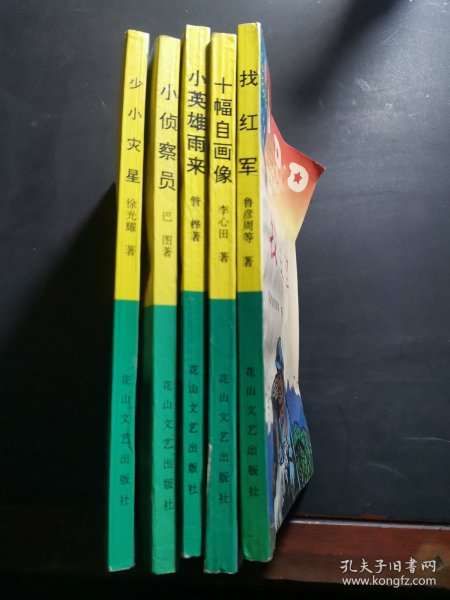 少小灾星
徐光耀 著
花山文艺出版社
小侦察员
巴图著
花山文艺出版社
小英雄雨来
管桦著
花山文艺出版社
十幅自画像
李心田 著
花山文艺出版社
找红军
鲁彦周等 著
花山文艺出版社
孔夫子旧书网
www.kongfz.com